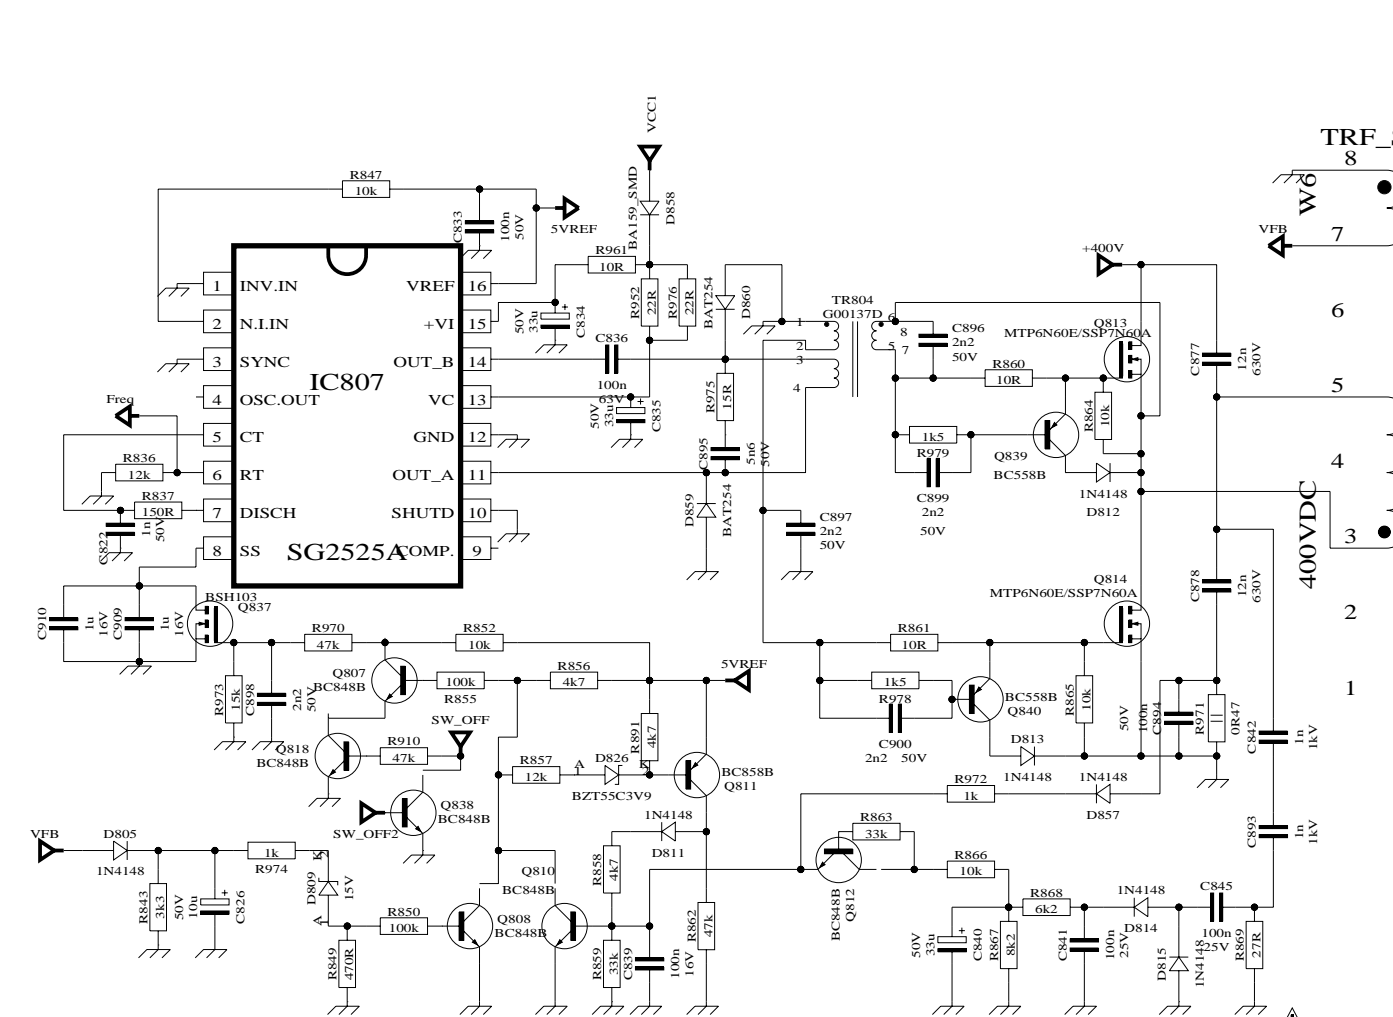 VCC1
TRF_
8
W6
7
VFB
6
5
4
3
400VDC
2
1
R847
10k
C833
100n
50V
5VREF
BA159_SMD
D858
R961
10R
R952
22R
R976
22R
BAT254
D860
50V
33u
C834
C836
100n
63V
50V
33u
C835
R975
15R
C895
5n6
50V
D859
BAT254
1 INV.IN
2 N.I.IN
3 SYNC
4 OSC.OUT
5 CT
6 RT
7 DISCH
8 SS
VREF 16
+VI 15
OUT_B 14
VC 13
GND 12
OUT_A 11
SHUTD 10
COMP. 9
IC807
SG2525A
Freq
R836
12k
R837
150R
C822
1n
50V
TR804
G00137D
1
2
3
4
6
8
5
7
C896
2n2
50V
+400V
Q813
MTP6N60E/SSP7N60A
R860
10R
R864
10k
1k5
R979
C899
2n2
50V
Q839
BC558B
1N4148
D812
C877
12n
630V
C897
2n2
50V
Q814
MTP6N60E/SSP7N60A
C878
12n
630V
BSH103
Q837
C910
1u
16V
C909
1u
16V
R970
47k
R852
10k
R973
15k
C898
2n2
50V
Q807
BC848B
100k
R855
R856
4k7
5VREF
SW_OFF
Q818
BC848B
R910
47k
R857
12k
A
D826
K
BZT55C3V9
R891
4k7
BC858B
Q811
Q838
BC848B
SW_OFF2
1N4148
D811
R861
10R
1k5
R978
C900
2n2 50V
BC558B
Q840
R865
10k
D813
1N4148
50V
100n
C894
R971
0R47
C842
1n
1kV
R972
1k
1N4148
D857
C893
1n
1kV
VFB
D805
1N4148
1k
R974
K
D809
15V
A
R843
3k3
50V
10u
C826
R849
470R
R850
100k
Q808
BC848B
Q810
BC848B
R858
4k7
R859
33k
C839
100n
16V
R862
47k
R863
33k
BC848B
Q812
R866
10k
50V
33u
C840
R867
8k2
R868
6k2
C841
100n
25V
1N4148
D814
D815
1N4148
C845
100n
25V
R869
27R